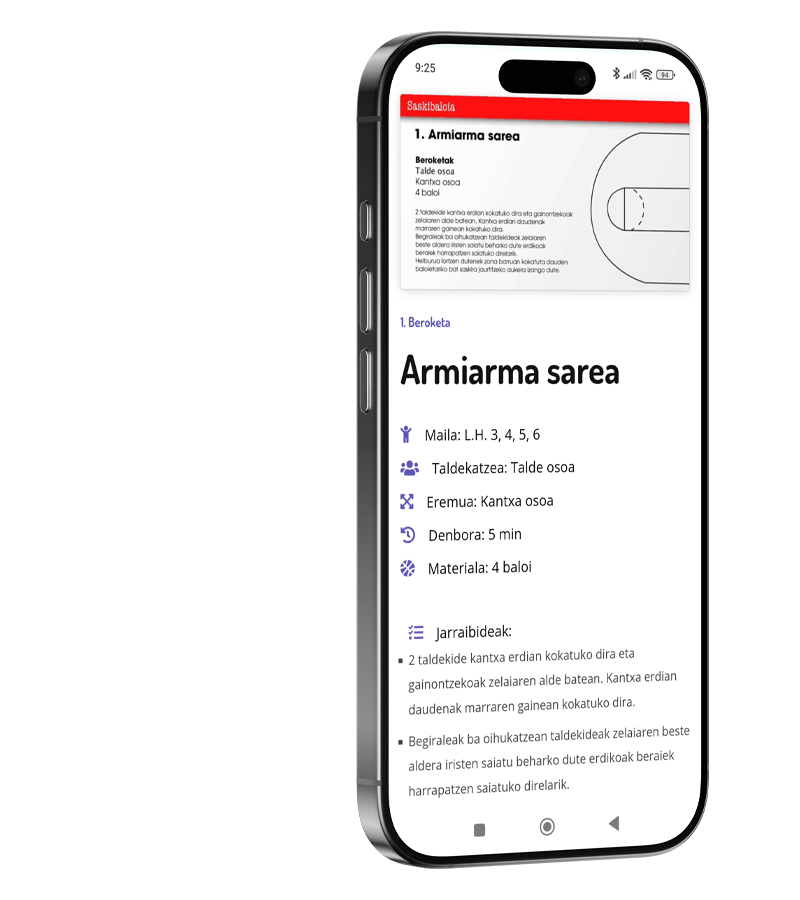 9:25
94
Saskibaloia
1. Armiarma sarea
Beroketak
Talde osoa
Kantxa osoa
4 baloi
2 taldekide kantxa erdian kokatuko dira eta gainontzekoak
zelaiaren alde batean. Kantxa erdian daudenak
marraren gainean kokatuko dira.
Begiraleak ba oihukatzean taldekideak zelaiaren
beste aldera iristen saiatu beharko dute erdikoak
beraiek harrapatzen saiatuko direlarik.
Helburua lortzen dutenek zona barruan kokatuta dauden
baloietariko bat saskira jaurtitzeko aukera izango dute.
1. Beroketa
Armiarma sarea
Maila: L.H. 3, 4, 5, 6
Taldekatzea: Talde osoa
Eremua: Kantxa osoa
Denbora: 5 min
Materiala: 4 baloi
Jarraibideak:
▪ 2 taldekide kantxa erdian kokatuko dira eta
gainontzekoak zelaiaren alde batean. Kantxa erdian
daudenak marraren gainean kokatuko dira.
▪ Begiraleak ba oihukatzean taldekideak zelaiaren beste
aldera iristen saiatu beharko dute erdikoak beraiek
harrapatzen saiatuko direlarik.